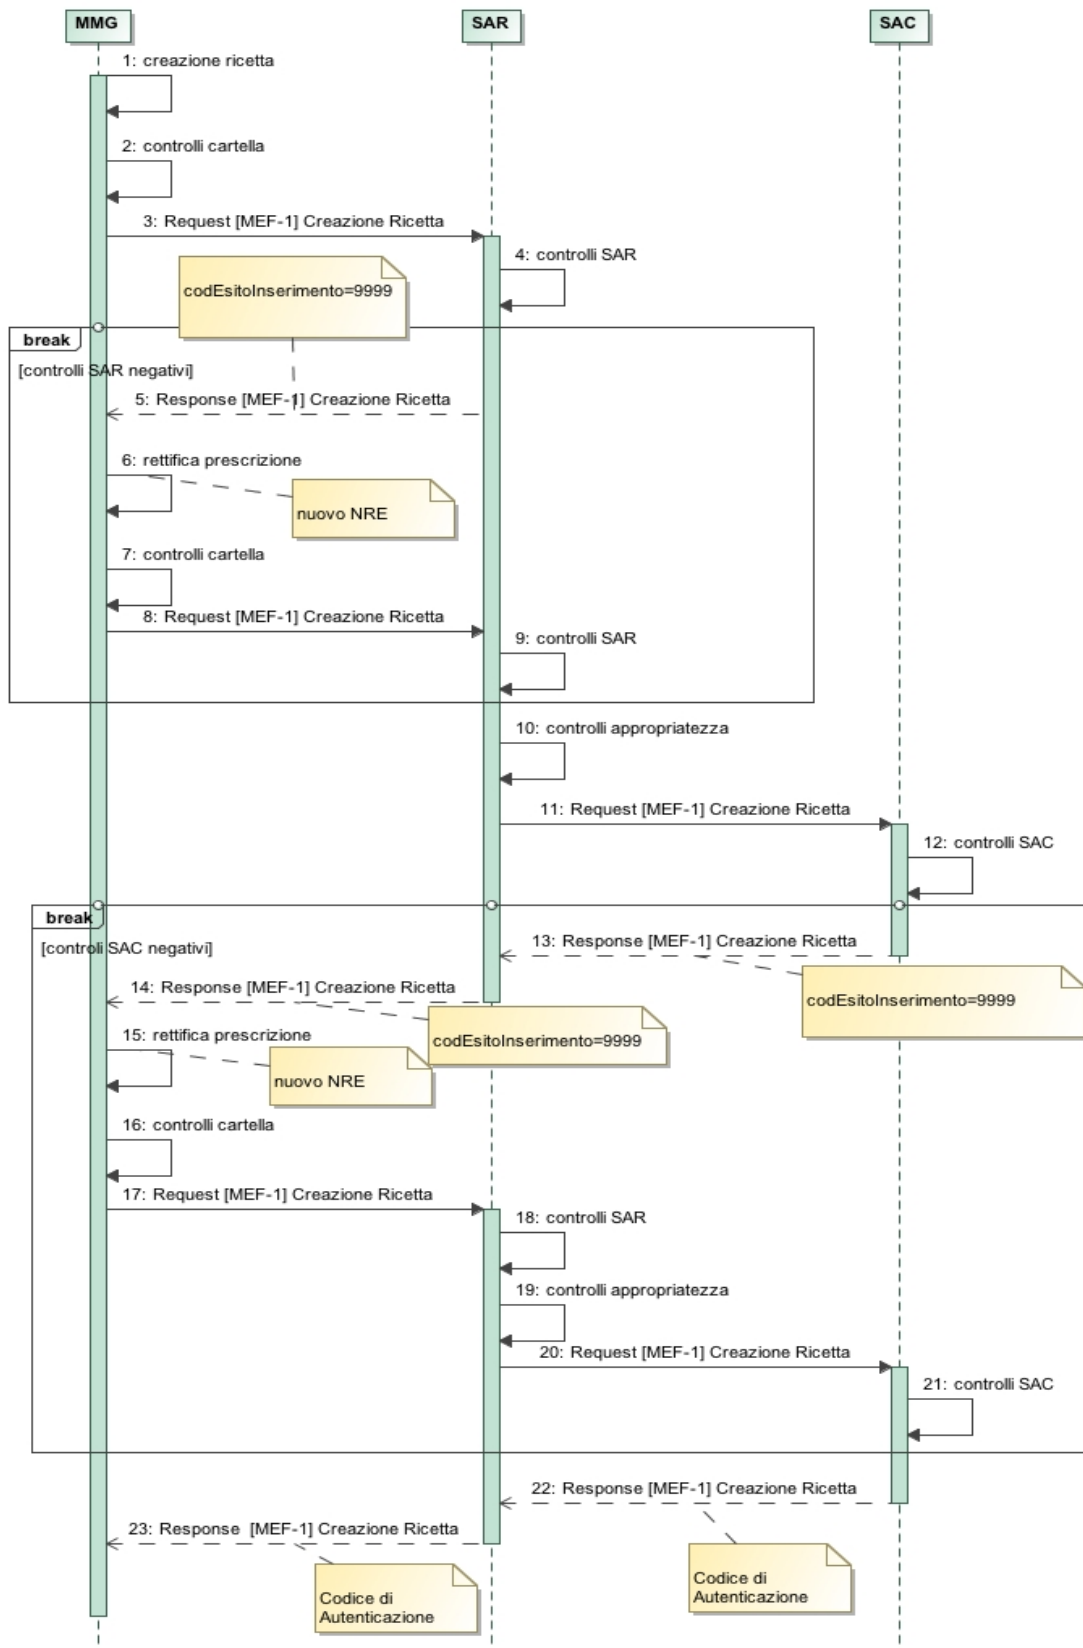 MMG
SAR
SAC
1: creazione ricetta
2: controlli cartella
3: Request [MEF-1] Creazione Ricetta
4: controlli SAR
codEsitoInserimento=9999
break
[controlli SAR negativi]
5: Response [MEF-1] Creazione Ricetta
6: rettifica prescrizione
nuovo NRE
7: controlli cartella
8: Request [MEF-1] Creazione Ricetta
9: controlli SAR
10: controlli appropriatezza
11: Request [MEF-1] Creazione Ricetta
12: controlli SAC
break
[controli SAC negativi]
13: Response [MEF-1] Creazione Ricetta
14: Response [MEF-1] Creazione Ricetta
codEsitoInserimento=9999
15: rettifica prescrizione
codEsitoInserimento=9999
nuovo NRE
16: controlli cartella
17: Request [MEF-1] Creazione Ricetta
18: controlli SAR
19: controlli appropriatezza
20: Request [MEF-1] Creazione Ricetta
21: controlli SAC
22: Response [MEF-1] Creazione Ricetta
23: Response [MEF-1] Creazione Ricetta
Codice di
Autenticazione
Codice di
Autenticazione